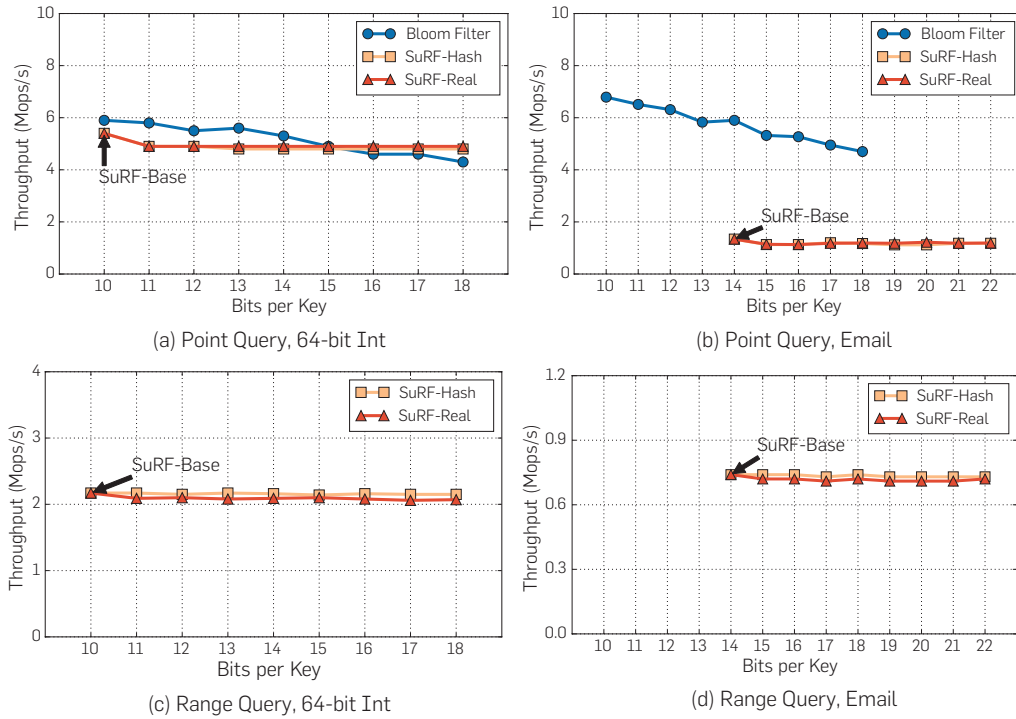 10
8
6
4
2
0
Throughput (Mops/s)
Bloom Filter
SuRF-Hash
SuRF-Real
SuRF-Base
10 11 12 13 14 15 16 17 18
Bits per Key
(a) Point Query, 64-bit Int
10
8
6
4
2
0
Throughput (Mops/s)
Bloom Filter
SuRF-Hash
SuRF-Real
SuRF-Base
10 11 12 13 14 15 16 17 18 19 20 21 22
Bits per Key
(b) Point Query, Email
4
3
2
1
0
Throughput (Mops/s)
SuRF-Hash
SuRF-Real
SuRF-Base
10 11 12 13 14 15 16 17 18
Bits per Key
(c) Range Query, 64-bit Int
1.2
0.9
0.6
0.3
0.0
Throughput (Mops/s)
SuRF-Hash
SuRF-Real
SuRF-Base
10 11 12 13 14 15 16 17 18 19 20 21 22
Bits per Key
(d) Range Query, Email